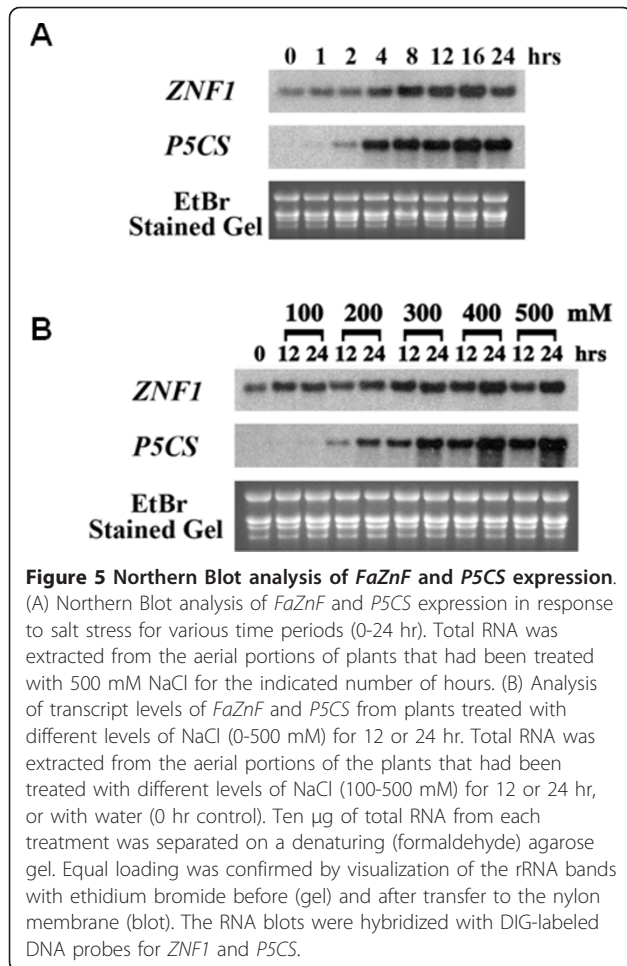 A
0 1 2 4 8 12 16 24 hrs
ZNF1
P5CS
EtBr
Stained Gel
B
100 200 300 400 500 mM
0 12 24 12 24 12 24 12 24 12 24 hrs
ZNF1
P5CS
EtBr
Stained Gel
Figure 5 Northern Blot analysis of FaZnF and P5CS expression.
(A) Northern Blot analysis of FaZnF and P5CS expression in response
to salt stress for various time periods (0-24 hr). Total RNA was
extracted from the aerial portions of plants that had been treated
with 500 mM NaCl for the indicated number of hours. (B) Analysis
of transcript levels of FaZnF and P5CS from plants treated with
different levels of NaCl (0-500 mM) for 12 or 24 hr. Total RNA was
extracted from the aerial portions of the plants that had been
treated with different levels of NaCl (100-500 mM) for 12 or 24 hr,
or with water (0 hr control). Ten μg of total RNA from each
treatment was separated on a denaturing (formaldehyde) agarose
gel. Equal loading was confirmed by visualization of the rRNA bands
with ethidium bromide before (gel) and after transfer to the nylon
membrane (blot). The RNA blots were hybridized with DIG-labeled
DNA probes for ZNF1 and P5CS.